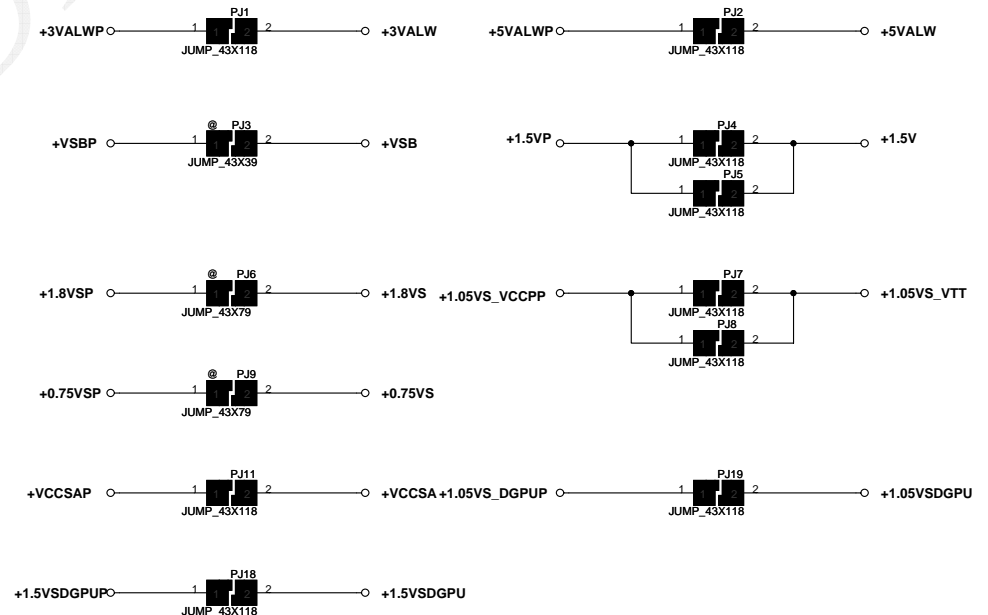 PJ1
+3VALWP 1 1 2 2 +3VALW
JUMP_43X118
PJ2
+5VALWP 1 1 2 2 +5VALW
JUMP_43X118
@ PJ3
+VSBP 1 1 2 2 +VSB
JUMP_43X39
PJ4
+1.5VP 1 1 2 2 +1.5V
JUMP_43X118
PJ5
1 1 2 2
JUMP_43X118
@ PJ6
+1.8VSP 1 1 2 2 +1.8VS
JUMP_43X79
PJ7
+1.05VS_VCCPP 1 1 2 2 +1.05VS_VTT
JUMP_43X118
PJ8
1 1 2 2
JUMP_43X118
@ PJ9
+0.75VSP 1 1 2 2 +0.75VS
JUMP_43X79
PJ11
+VCCSAP 1 1 2 2 +VCCSA
JUMP_43X118
PJ19
+1.05VS_DGPUP 1 1 2 2 +1.05VSDGPU
JUMP_43X118
PJ18
+1.5VSDGPUP 1 1 2 2 +1.5VSDGPU
JUMP_43X118